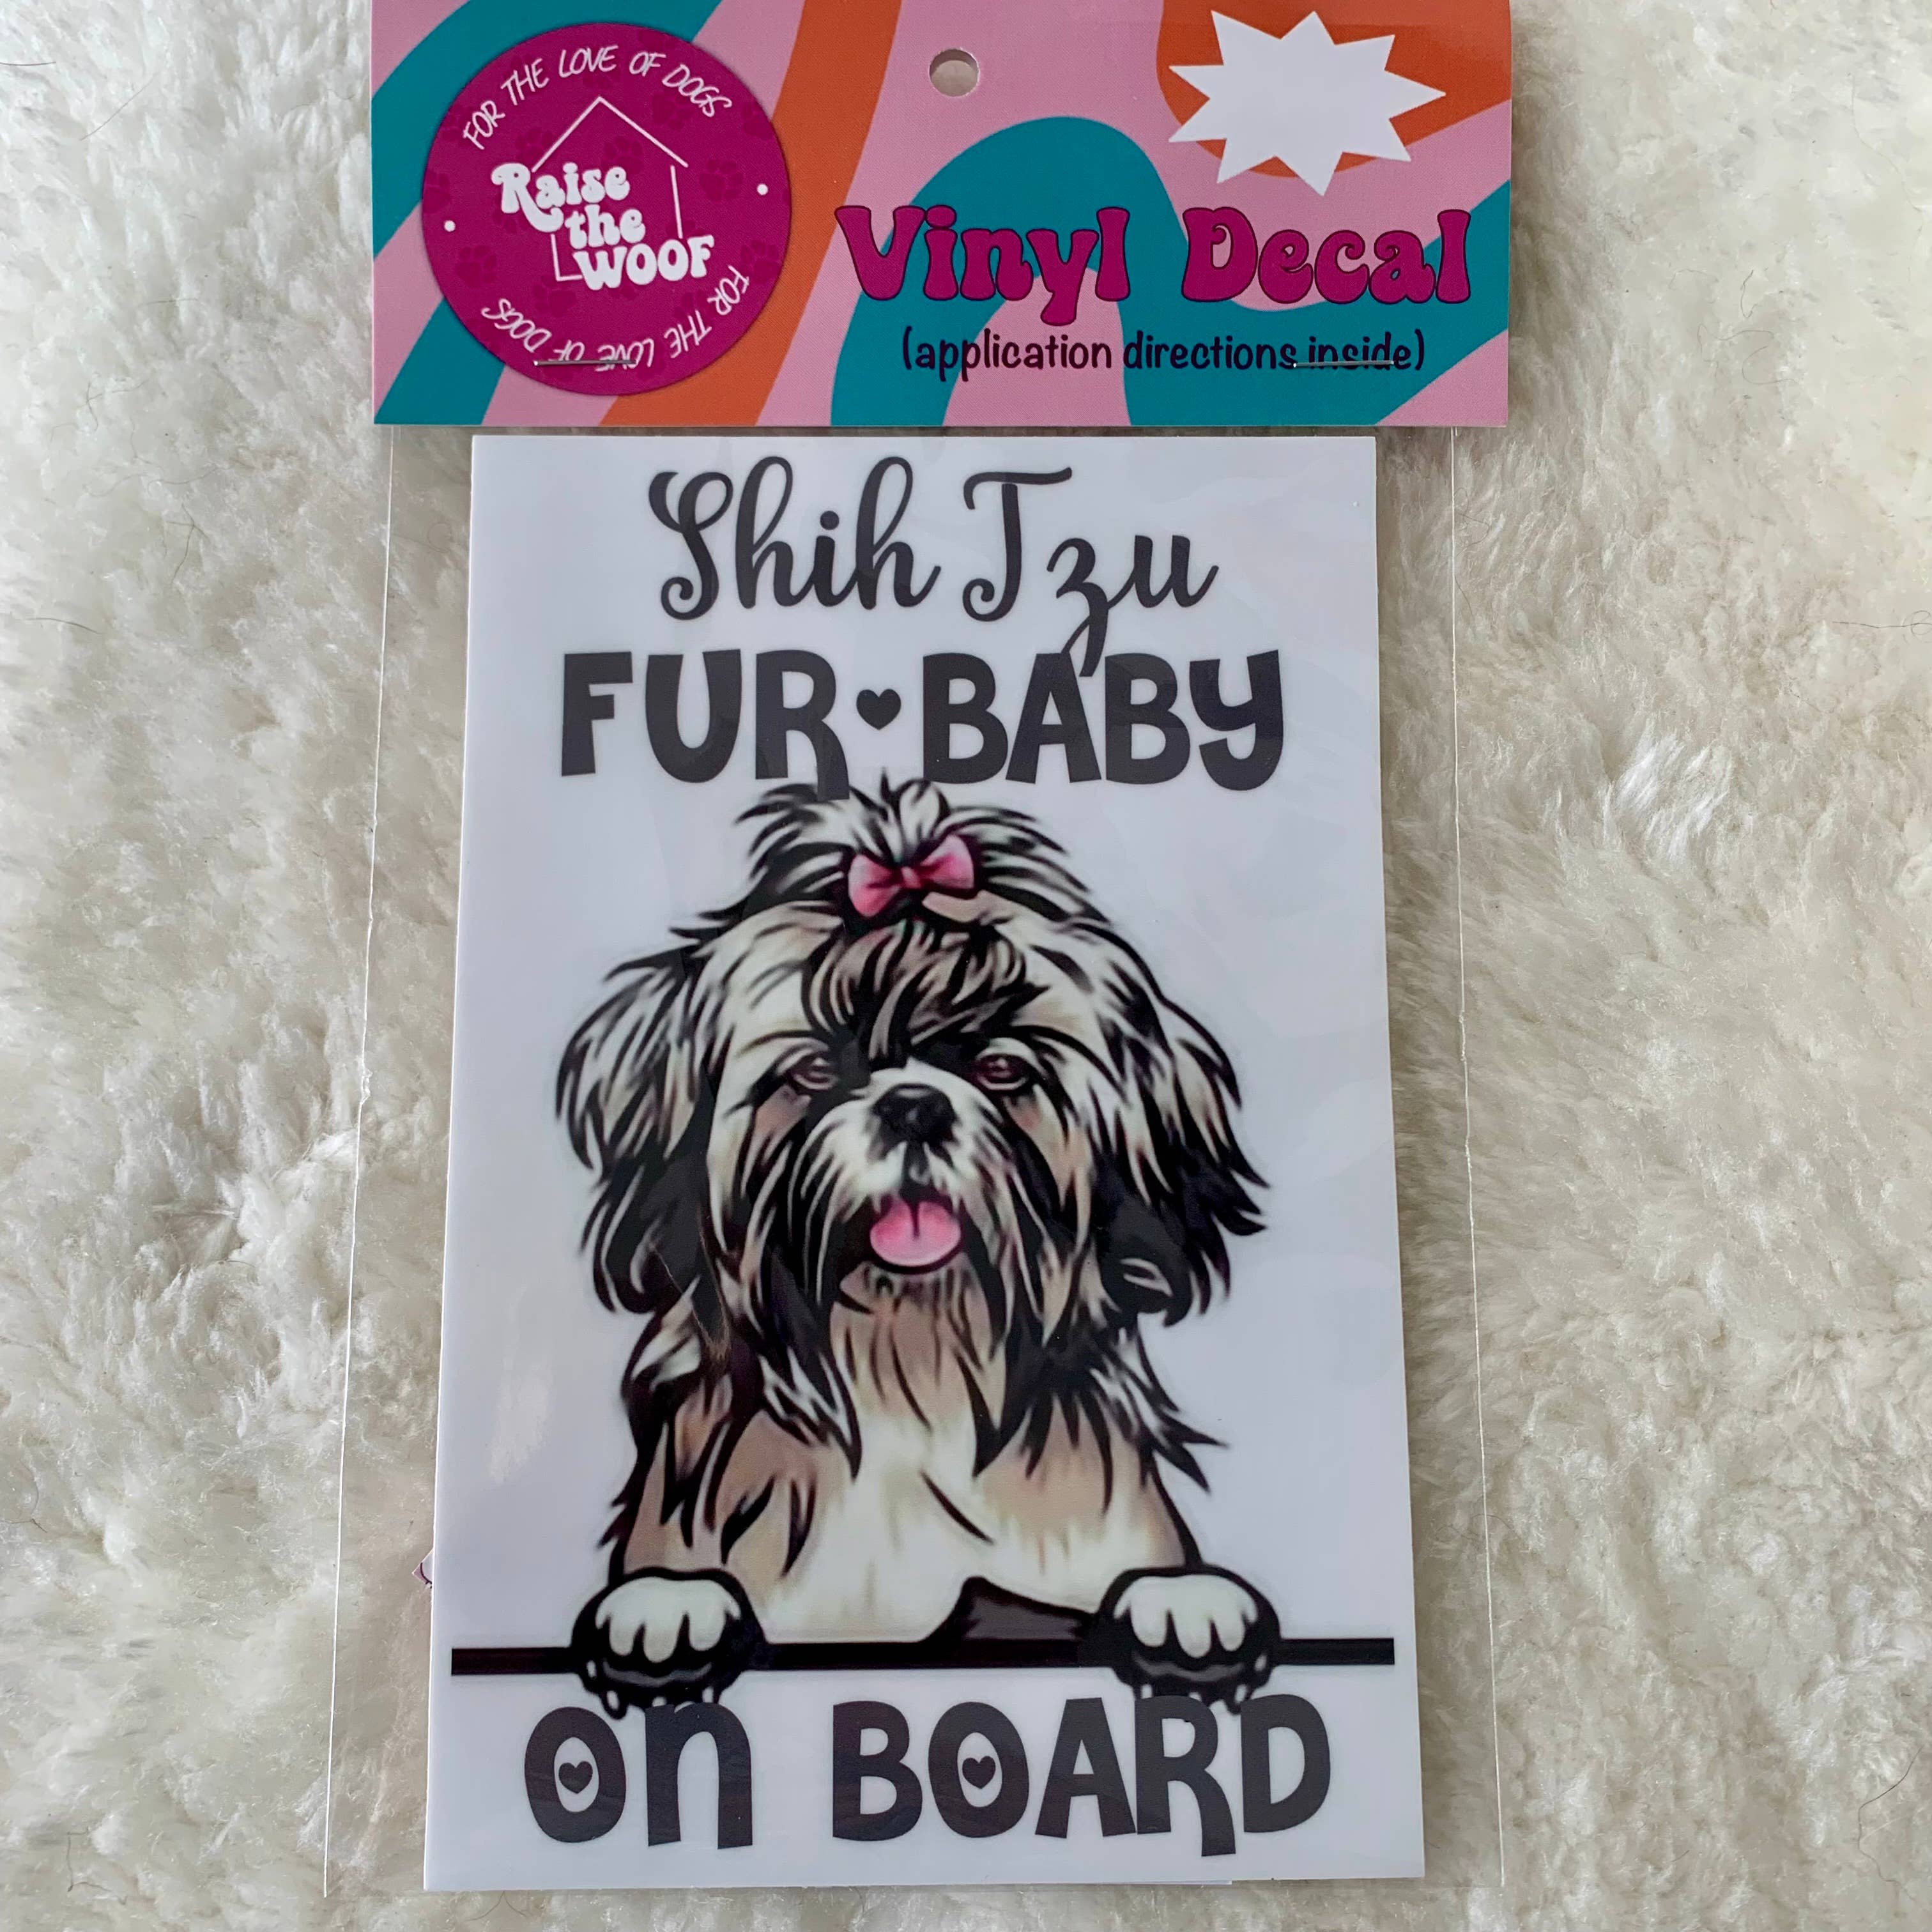 FOR THE LOVE OF DOGS
Raise
the
WOOF
FOR THE LOVE OF DOGS
Vinyl Decal
(application directions inside)
Shih Tzu
FUR BABY
On BOARD